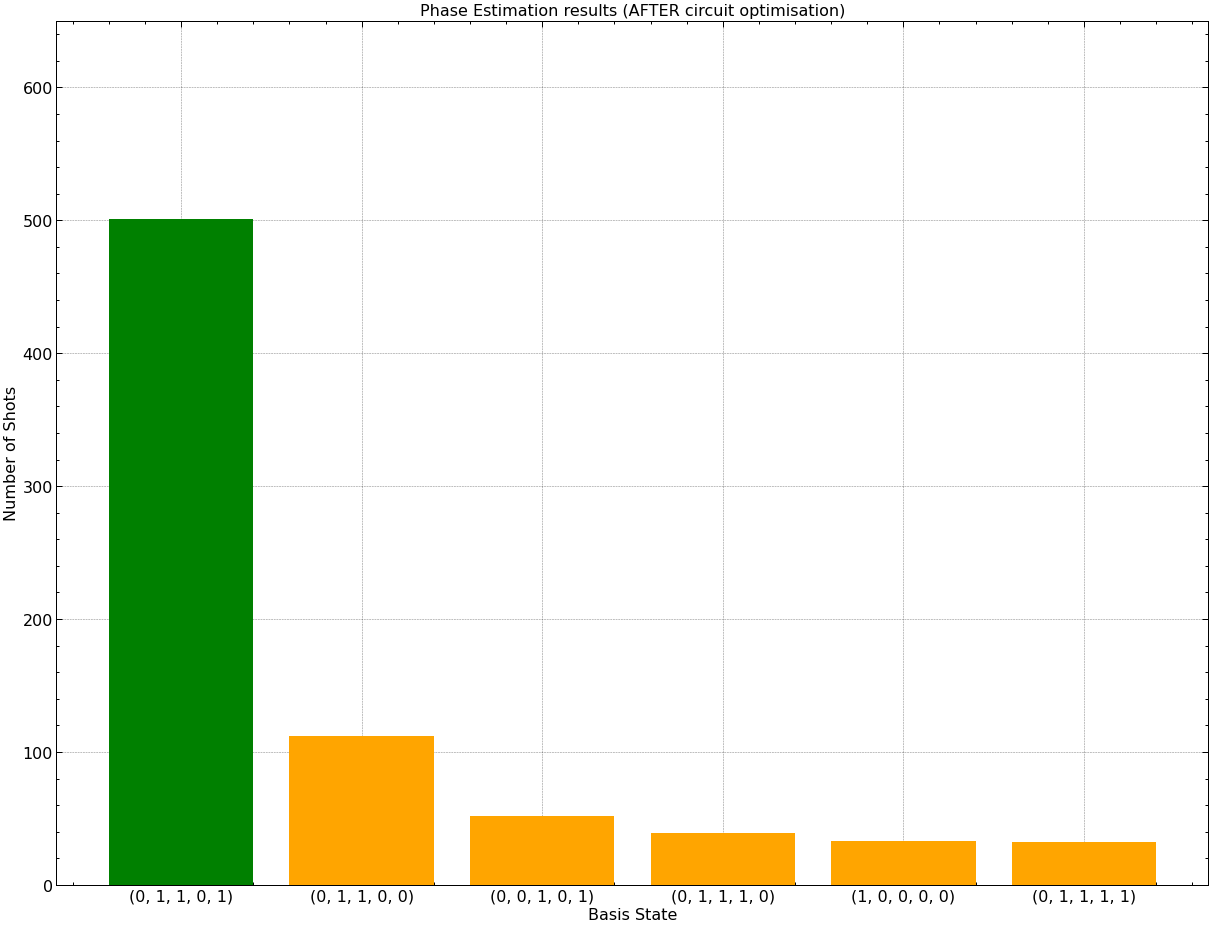 Phase Estimation results (AFTER circuit optimisation)
600
500
400
300
200
100
0
Number of Shots
(0, 1, 1, 0, 1) (0, 1, 1, 0, 0) (0, 0, 1, 0, 1) (0, 1, 1, 1, 0) (1, 0, 0, 0, 0) (0, 1, 1, 1, 1)
Basis State